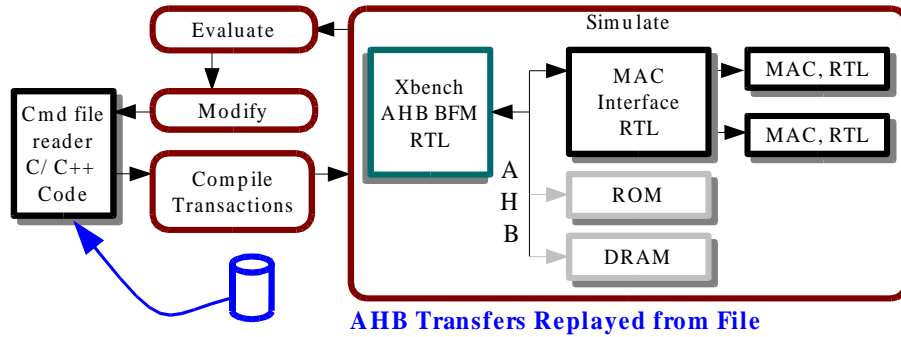 Evaluate
Simulate
Modify
Cmd file
reader
C/ C++
Code
Compile
Transactions
Xbench
AHB BFM
RTL
A
H
B
MAC
Interface
RTL
MAC, RTL
MAC, RTL
ROM
DRAM
AHB Transfers Replayed from File